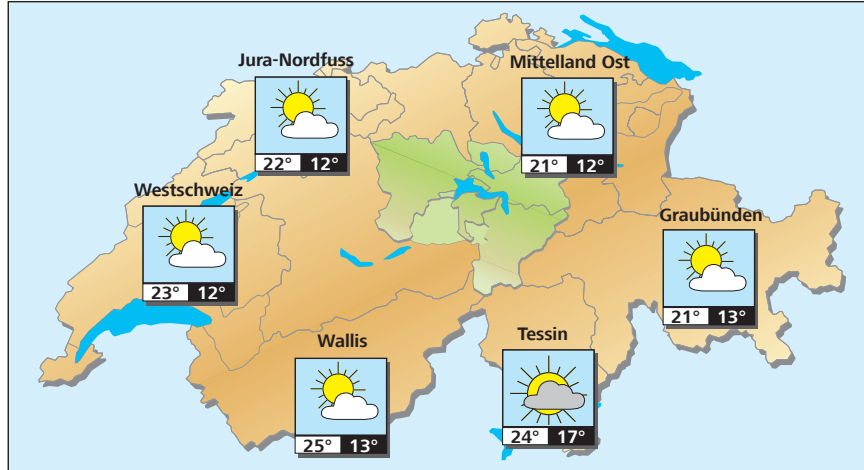 Jura-Nordfuss
22° 12°
Mittelland Ost
21° 12°
Westschweiz
23° 12°
Graubünden
21° 13°
Wallis
25° 13°
Tessin
24° 17°